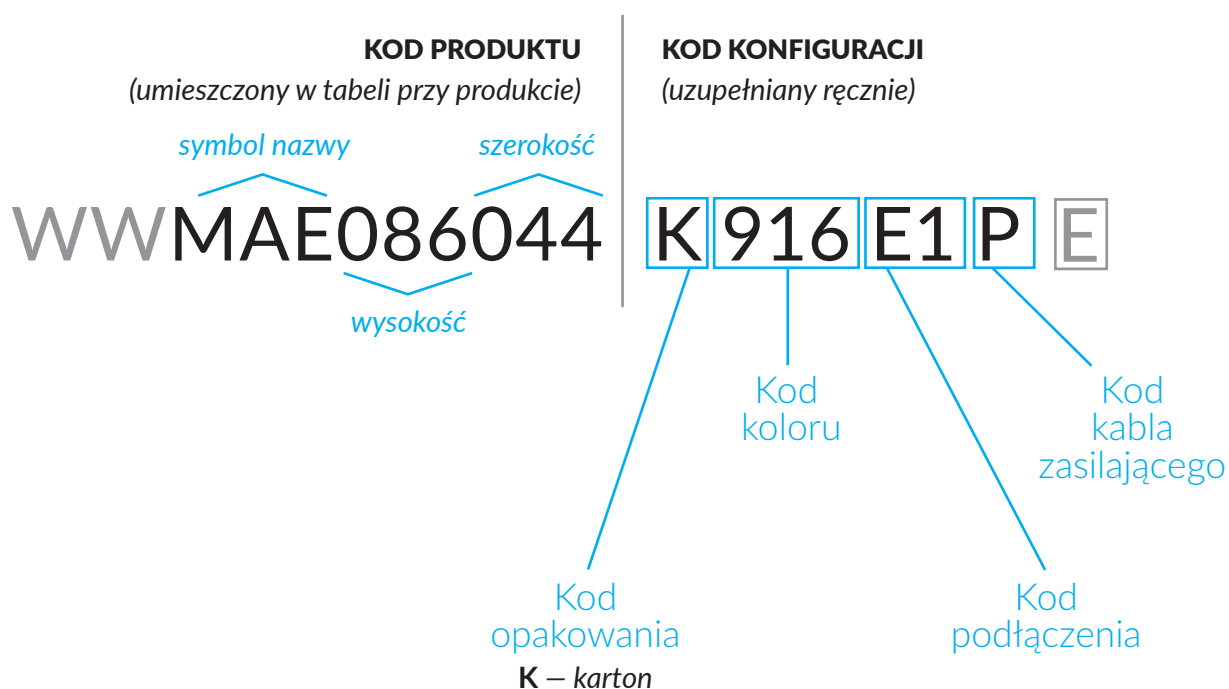 KOD PRODUKTU
(umieszczony w tabeli przy produkcie)
KOD KONFIGURACJI
(uzupełniany ręcznie)
symbol nazwy
szerokość
WWMAE086044 K 916 E1 P E
wysokość
Kod
koloru
Kod
kabla
zasilającego
Kod
opakowania
K – karton
Kod
podłączenia